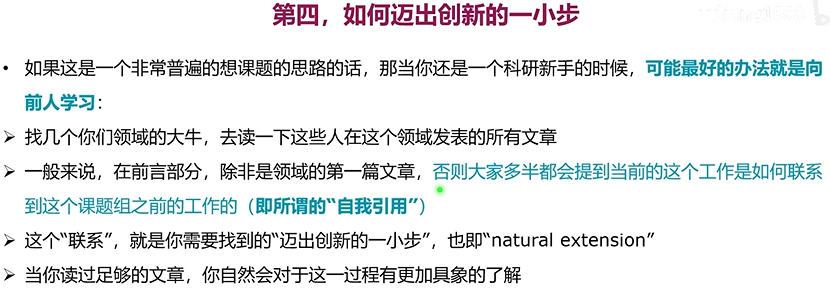 第四，如何迈出创新的一小步
• 如果这是一个非常普遍的想课题的思路的话，那当你还是一个科研新手的时候，可能最好的办法就是向
前人学习：
➢ 找几个你们领域的大牛，去读一下这些人在这个领域发表的所有文章
➢ 一般来说，在前言部分，除非是领域的第一篇文章，否则大家多半都会提到当前的这个工作是如何联系
到这个课题组之前的工作的（即所谓的“自我引用”）
➢ 这个“联系”，就是你需要找到的“迈出创新的一小步”，也即“natural extension”
➢ 当你读过足够的文章，你自然会对于这一过程有更加具象的了解